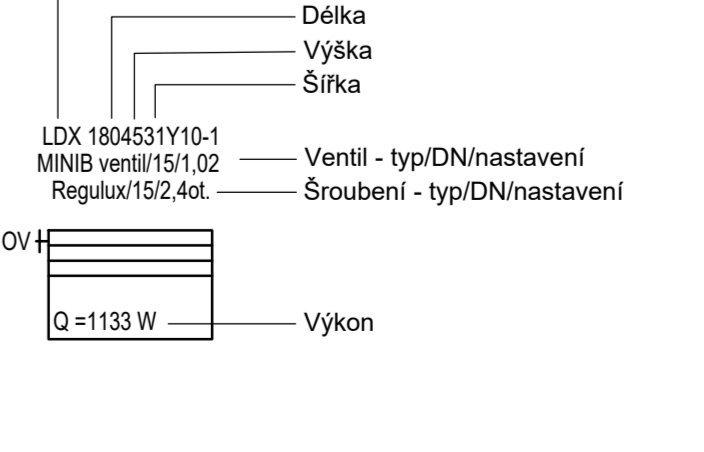 Délka
Výška
Šířka
LDX 1804531Y10-1
MINIB ventil/15/1,02
Ventil - typ/DN/nastavení
Regulux/15/2,4ot.
Šroubení - typ/DN/nastavení
OV
Q =1133 W
Výkon